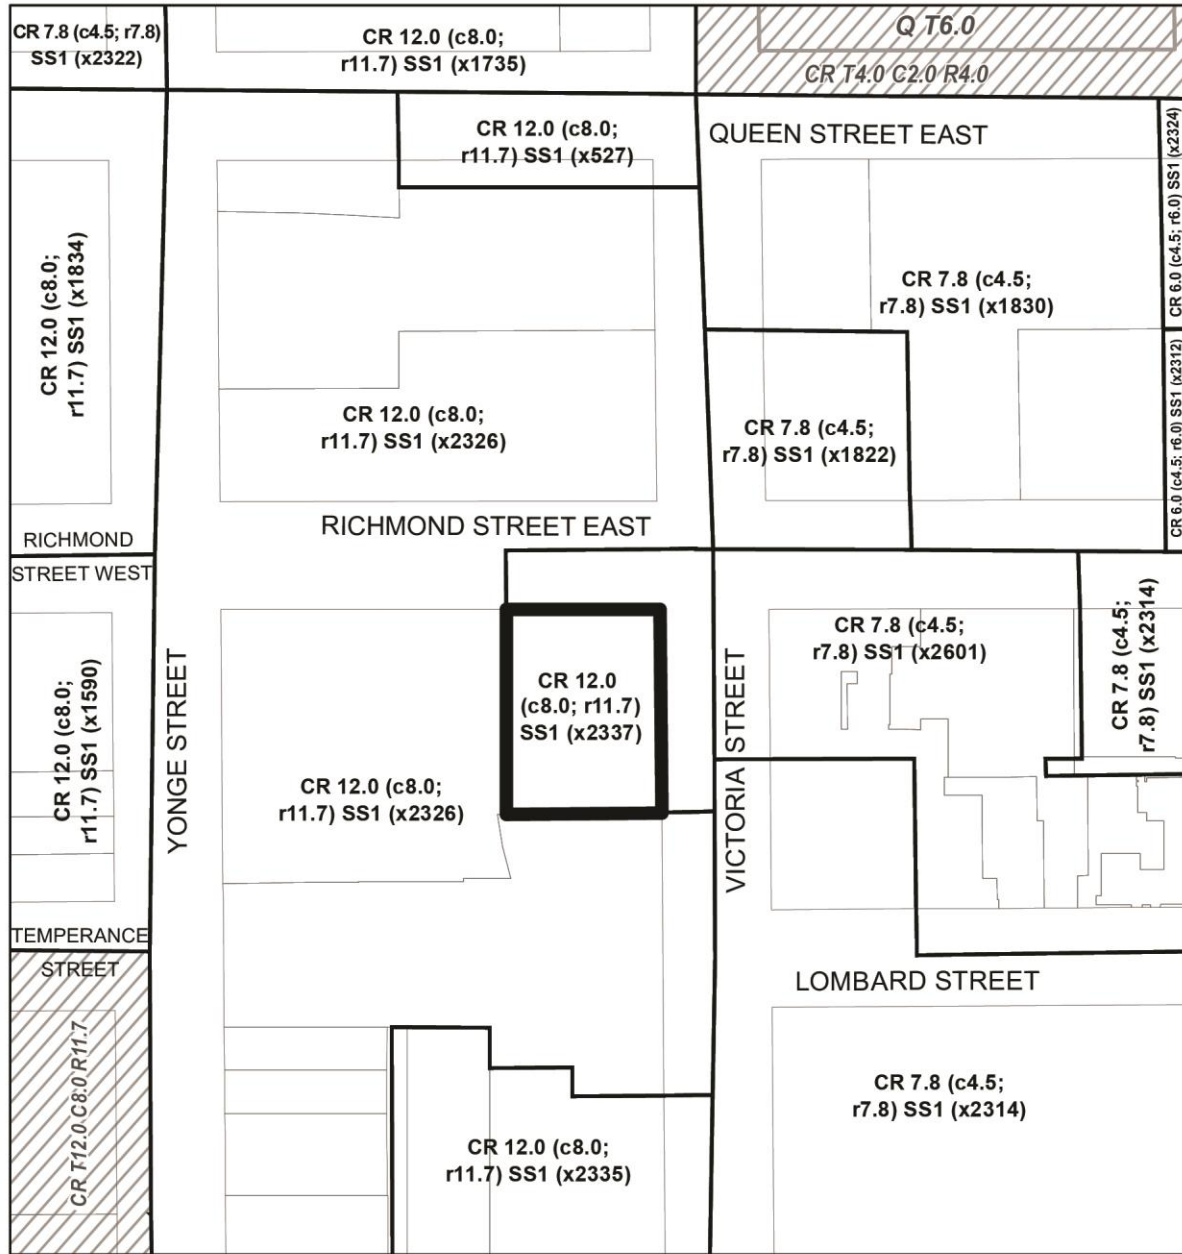 CR 7.8 (c4.5; r7.8)
SS1 (x2322)
CR 12.0 (c8.0;
r11.7) SS1 (x1735)
Q T6.0
CR T4.0 C2.0 R4.0
CR 12.0 (c8.0;
r11.7) SS1 (x527)
QUEEN STREET EAST
CR 6.0 (c4.5; r6.0) SS1 (x2324)
CR 12.0 (c8.0;
r11.7) SS1 (x1834)
CR 7.8 (c4.5;
r7.8) SS1 (x1830)
CR 12.0 (c8.0;
r11.7) SS1 (x2326)
CR 7.8 (c4.5;
r7.8) SS1 (x1822)
CR 6.0 (c4.5; r6.0) SS1 (x2312)
RICHMOND STREET EAST
RICHMOND
STREET WEST
CR 12.0 (c8.0;
r11.7) SS1 (x1590)
YONGE STREET
CR 12.0
(c8.0; r11.7)
SS1 (x2337)
CR 12.0 (c8.0;
r11.7) SS1 (x2326)
VICTORIA STREET
CR 7.8 (c4.5;
r7.8) SS1 (x2601)
CR 7.8 (c4.5;
r7.8) SS1 (x2314)
TEMPERANCE
STREET
LOMBARD STREET
CR T12.0 C8.0 R11.7
CR 7.8 (c4.5;
r7.8) SS1 (x2314)
CR 12.0 (c8.0;
r11.7) SS1 (x2335)